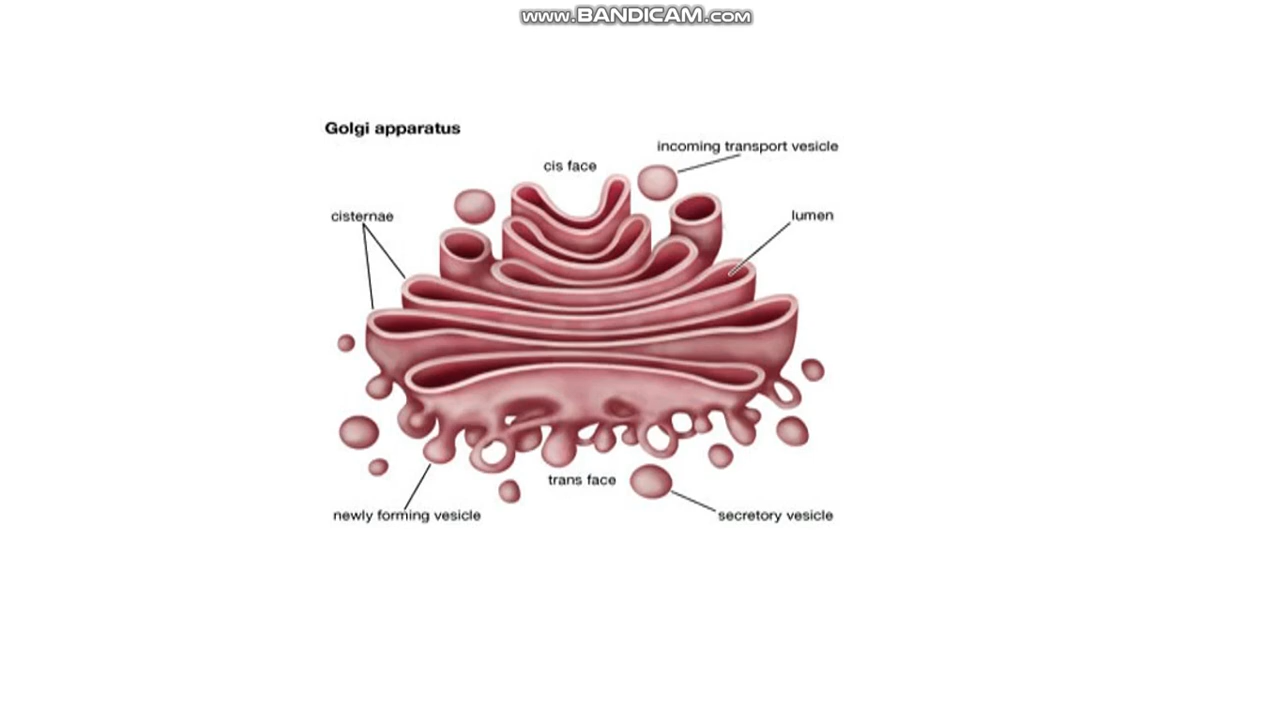 www.BANDICAM.com
Golgi apparatus
incoming transport vesicle
cis face
cisternae
lumen
trans face
newly forming vesicle
secretory vesicle